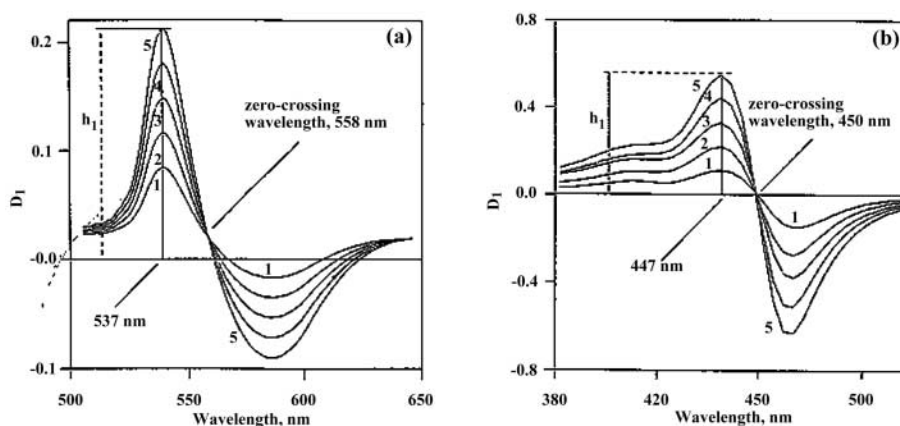 (a)
0.2
5
4
3
2
1
h1
zero-crossing
wavelength, 558 nm
0.1
D1
-0.0
1
537 nm
5
-0.1
500
550
600
650
Wavelength, nm
(b)
0.8
5
4
3
2
1
h1
zero-crossing
wavelength, 450 nm
0.4
D1
0.0
1
447 nm
-0.4
5
-0.8
380
420
450
500
Wavelength, nm